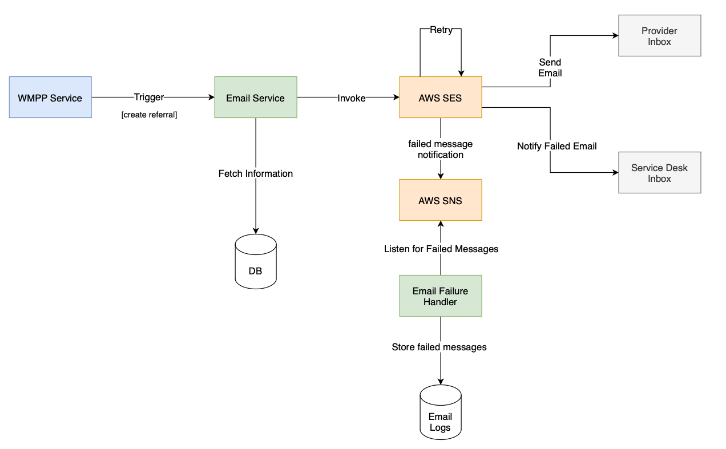 Retry
Provider
Inbox
Send
Email
WMPP Service
Trigger
[create referral]
Email Service
Invoke
AWS SES
failed message
notification
Notify Failed Email
Fetch Information
Service Desk
Inbox
AWS SNS
Listen for Failed Messages
DB
Email Failure
Handler
Store failed messages
Email
Logs